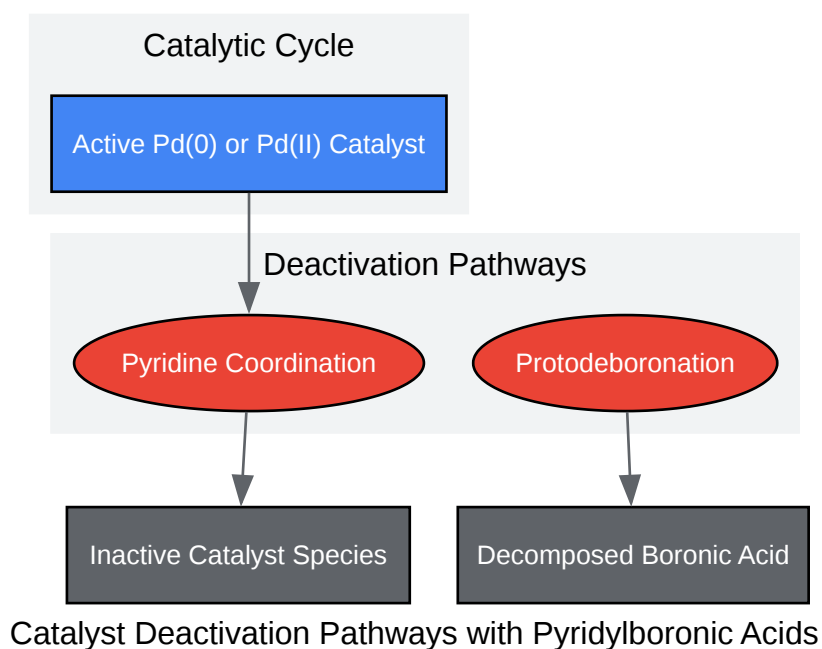 Catalytic Cycle
Active Pd(0) or Pd(II) Catalyst
Deactivation Pathways
Pyridine Coordination
Protodeboronation
Inactive Catalyst Species
Decomposed Boronic Acid
Catalyst Deactivation Pathways with Pyridylboronic Acids